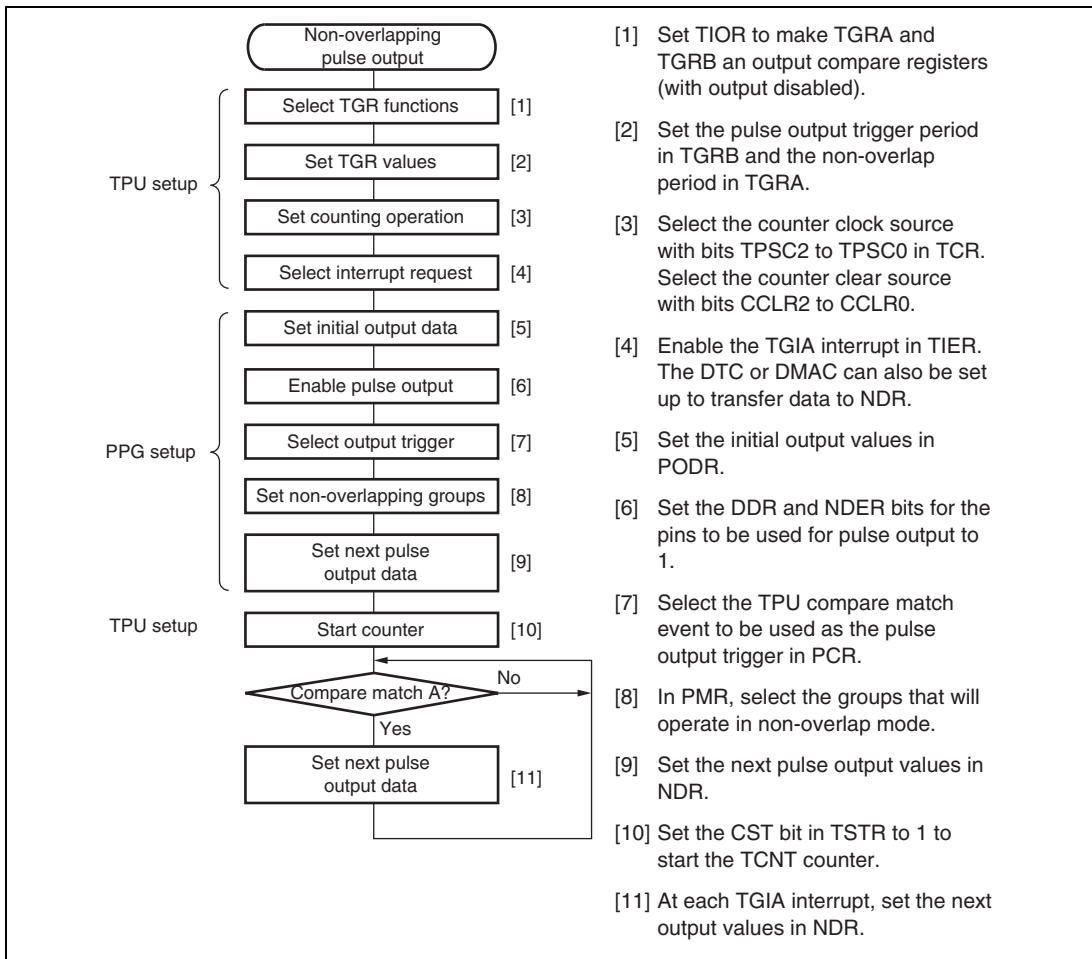 Non-overlapping
pulse output
TPU setup
Select TGR functions
[1]
Set TGR values
[2]
Set counting operation
[3]
Select interrupt request
[4]
PPG setup
Set initial output data
[5]
Enable pulse output
[6]
Select output trigger
[7]
Set non-overlapping groups
[8]
Set next pulse
output data
[9]
TPU setup
Start counter
[10]
Compare match A?
No
Yes
Set next pulse
output data
[11]
[1] Set TIOR to make TGRA and
TGRB an output compare registers
(with output disabled).
[2] Set the pulse output trigger period
in TGRB and the non-overlap
period in TGRA.
[3] Select the counter clock source
with bits TPSC2 to TPSC0 in TCR.
Select the counter clear source
with bits CCLR2 to CCLR0.
[4] Enable the TGIA interrupt in TIER.
The DTC or DMAC can also be set
up to transfer data to NDR.
[5] Set the initial output values in
PODR.
[6] Set the DDR and NDER bits for the
pins to be used for pulse output to
1.
[7] Select the TPU compare match
event to be used as the pulse
output trigger in PCR.
[8] In PMR, select the groups that will
operate in non-overlap mode.
[9] Set the next pulse output values in
NDR.
[10] Set the CST bit in TSTR to 1 to
start the TCNT counter.
[11] At each TGIA interrupt, set the next
output values in NDR.